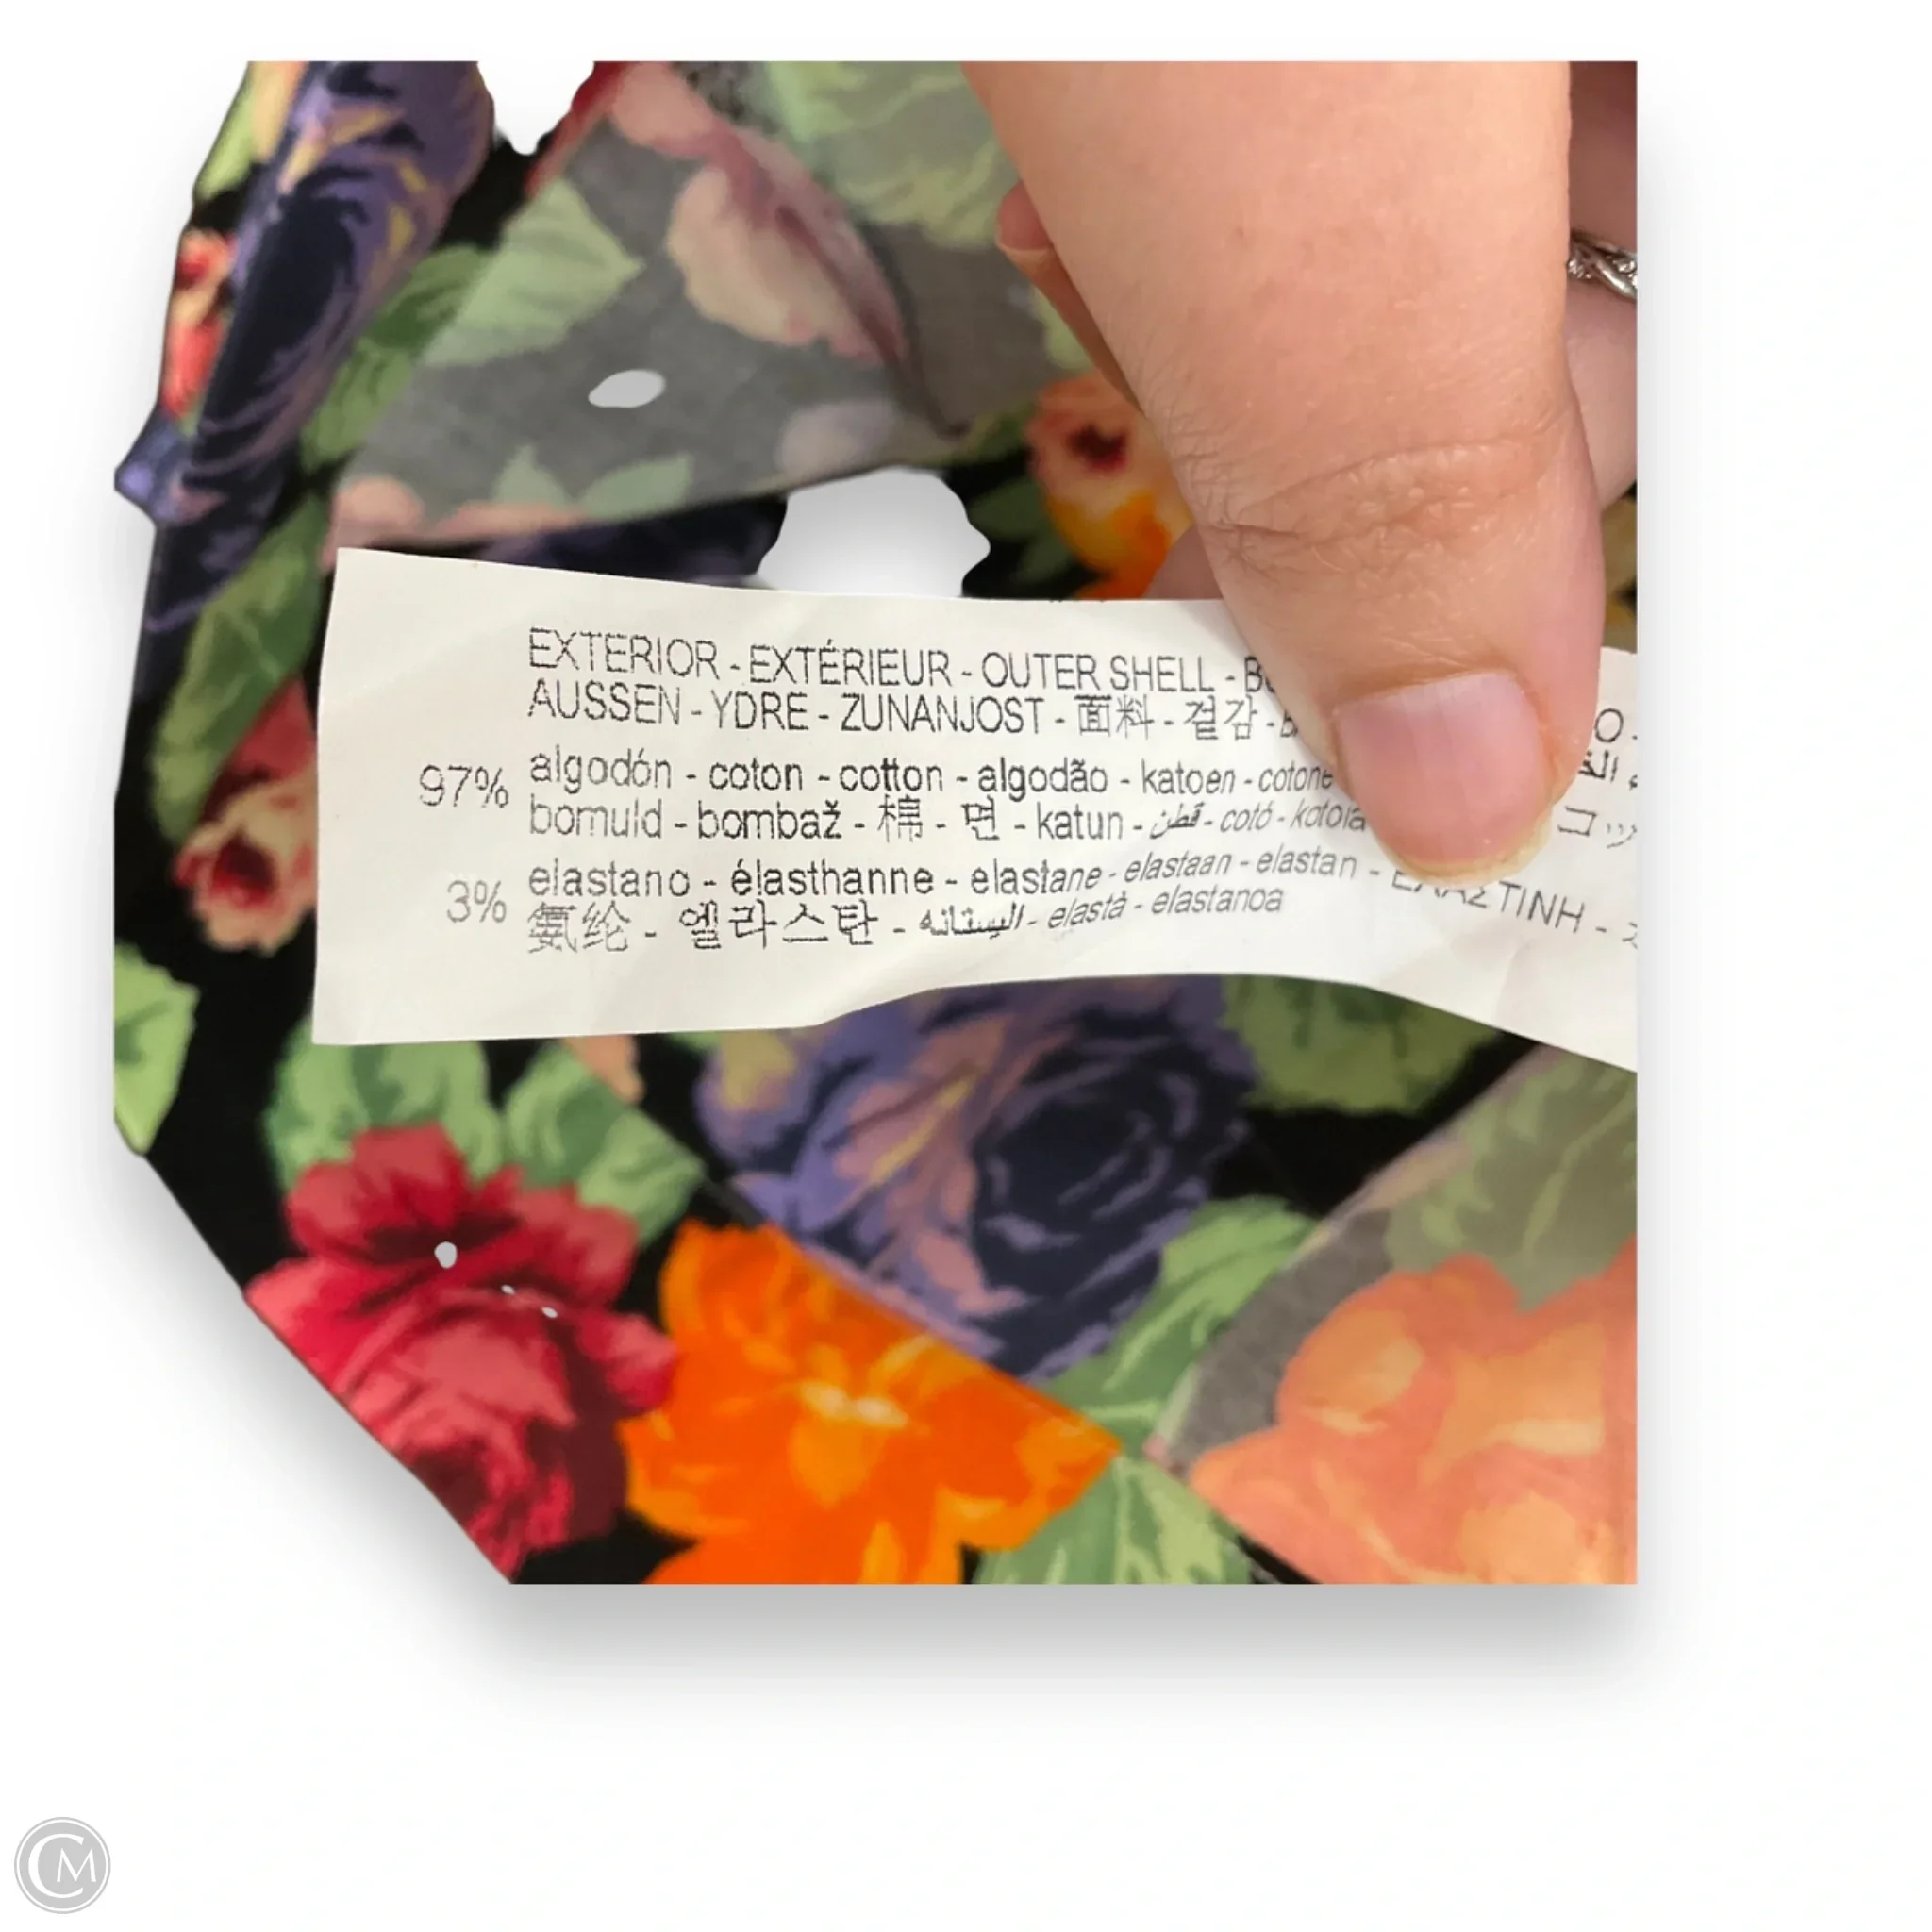 EXTERIOR - EXTÉRIEUR - OUTER SHELL -
AUSSEN - YDRE - ZUNANJOST - 面料 - 겉감 -
97% algodón - coton - cotton - algodão - katoen - cotone
bomuld - bombaž - 棉 - 면 - katun - قطن - cotó - kotoia
3% elastano - élasthanne - elastane - elastaan - elastan -
氨纶 - 엘라스탄 - اليستانه - elastà - elastanoa
CM